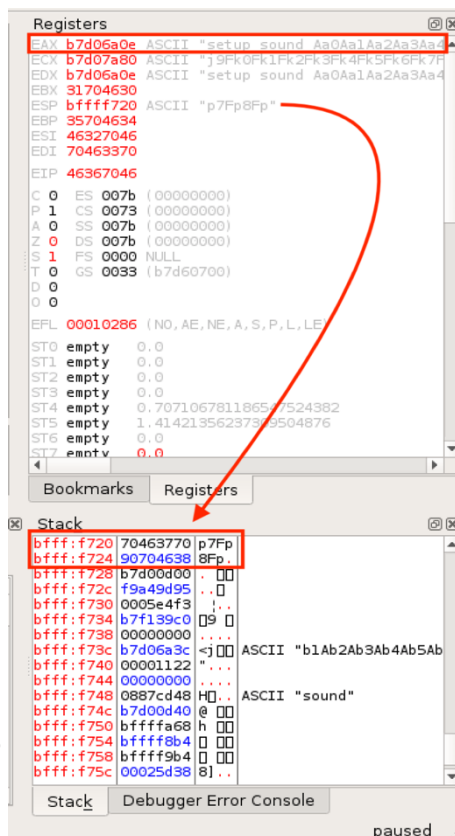 Registers
EAX b7d06a0e ASCII "setup sound Aa0Aa1Aa2Aa3Aa4
ECX b7d07a80 ASCII "j9Fk0Fk1Fk2Fk3Fk4Fk5Fk6Fk7F
EDX b7d06a0e ASCII "setup sound Aa0Aa1Aa2Aa3Aa4
EBX 31704630
ESP bffff720 ASCII "p7Fp8Fp"
EBP 35704634
ESI 46327046
EDI 70463370
EIP 46367046
C 0 ES 007b (00000000)
P 1 CS 0073 (00000000)
A 0 SS 007b (00000000)
Z 0 DS 007b (00000000)
S 1 FS 0000 NULL
T 0 GS 0033 (b7d60700)
D 0
O 0
EFL 00010286 (NO,AE,NE,A,S,P,L,LE)
ST0 empty 0.0
ST1 empty 0.0
ST2 empty 0.0
ST3 empty 0.0
ST4 empty
ST5 empty
ST6 empty 0.0
ST7 empty 0.0
Bookmarks Registers
Stack
bfff:f720 70463770 p7Fp
bfff:f724 90704638 8Fp.
bfff:f728 b7d00d00
bfff:f72c f9a49d95
bfff:f730 0005e4f3
bfff:f734 b7f139c0
bfff:f738 00000000 ....
bfff:f73c b7d06a3c <j ASCII "b1Ab2Ab3Ab4Ab5Ab
bfff:f740 00001122 "...
bfff:f744 00000000 ....
bfff:f748 0887cd48 H ASCII "sound"
bfff:f74c b7d00d40 @
bfff:f750 bffffa68 h
bfff:f754 bffff8b4
bfff:f758 bffff9b4
bfff:f75c 00025d38 8]..
Stack Debugger Error Console
paused